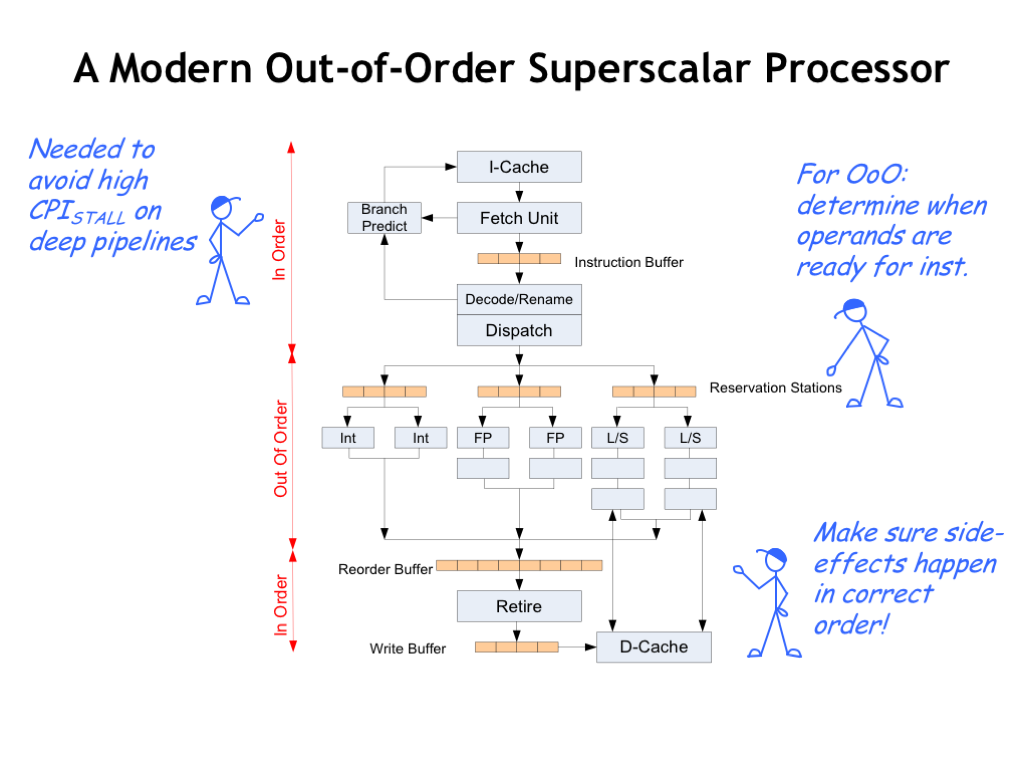 A Modern Out-of-Order Superscalar Processor
Needed to
avoid high
CPISTALL on
deep pipelines
In Order
I-Cache
Branch
Predict
Fetch Unit
Instruction Buffer
Decode/Rename
Dispatch
For OoO:
determine when
operands are
ready for inst.
Out Of Order
Reservation Stations
Int
Int
FP
FP
L/S
L/S
In Order
Reorder Buffer
Retire
Write Buffer
D-Cache
Make sure side-
effects happen
in correct
order!